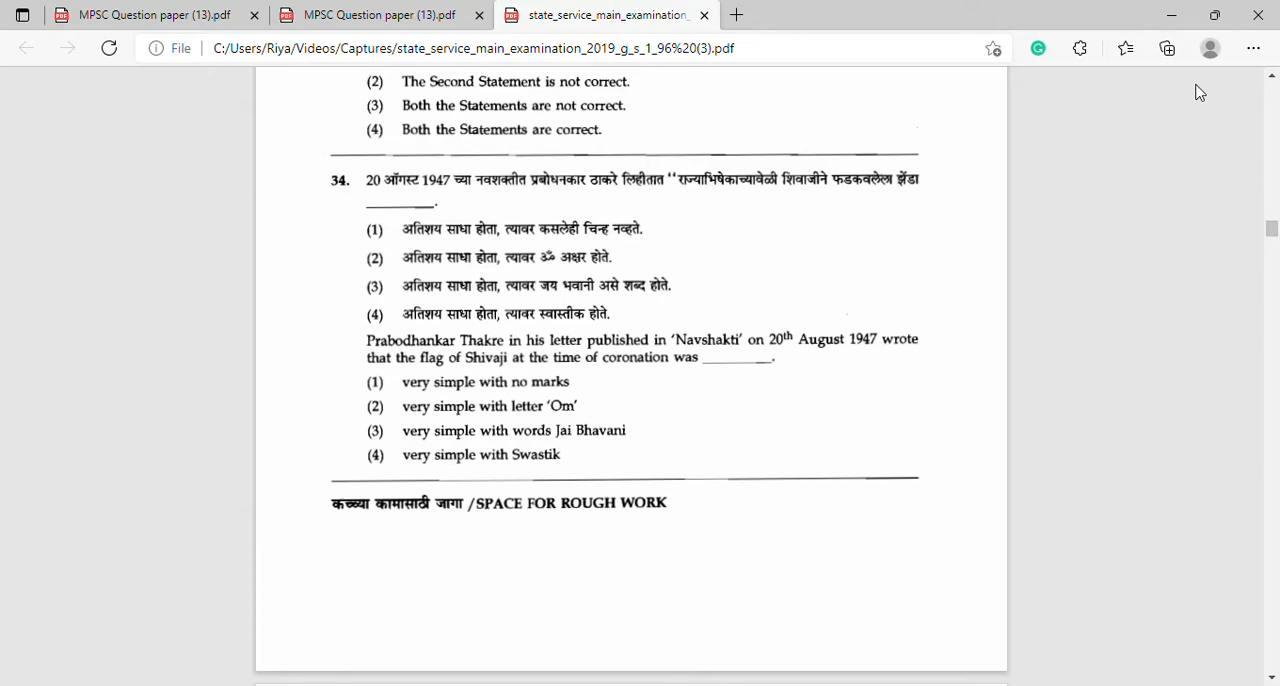 MPSC Question paper (13).pdf
MPSC Question paper (13).pdf
state_service_main_examination_
File
C:/Users/Riya/Videos/Captures/state_service_main_examination_2019_g_s_1_96%20(3).pdf
(2) The Second Statement is not correct.
(3) Both the Statements are not correct.
(4) Both the Statements are correct.
34. 20 ऑगस्ट 1947 च्या नवशक्तीत प्रबोधनकार ठाकरे लिहीतात "राज्याभिषेकाच्यावेळी शिवाजीने फडकवलेला झेंडा
________.
(1) अतिशय साधा होता, त्यावर कसलेही चिन्ह नव्हते.
(2) अतिशय साधा होता, त्यावर ॐ अक्षर होते.
(3) अतिशय साधा होता, त्यावर जय भवानी असे शब्द होते.
(4) अतिशय साधा होता, त्यावर स्वास्तीक होते.
Prabodhankar Thakre in his letter published in 'Navshakti' on 20th August 1947 wrote
that the flag of Shivaji at the time of coronation was ________.
(1) very simple with no marks
(2) very simple with letter 'Om'
(3) very simple with words Jai Bhavani
(4) very simple with Swastik
कच्च्या कामासाठी जागा /SPACE FOR ROUGH WORK